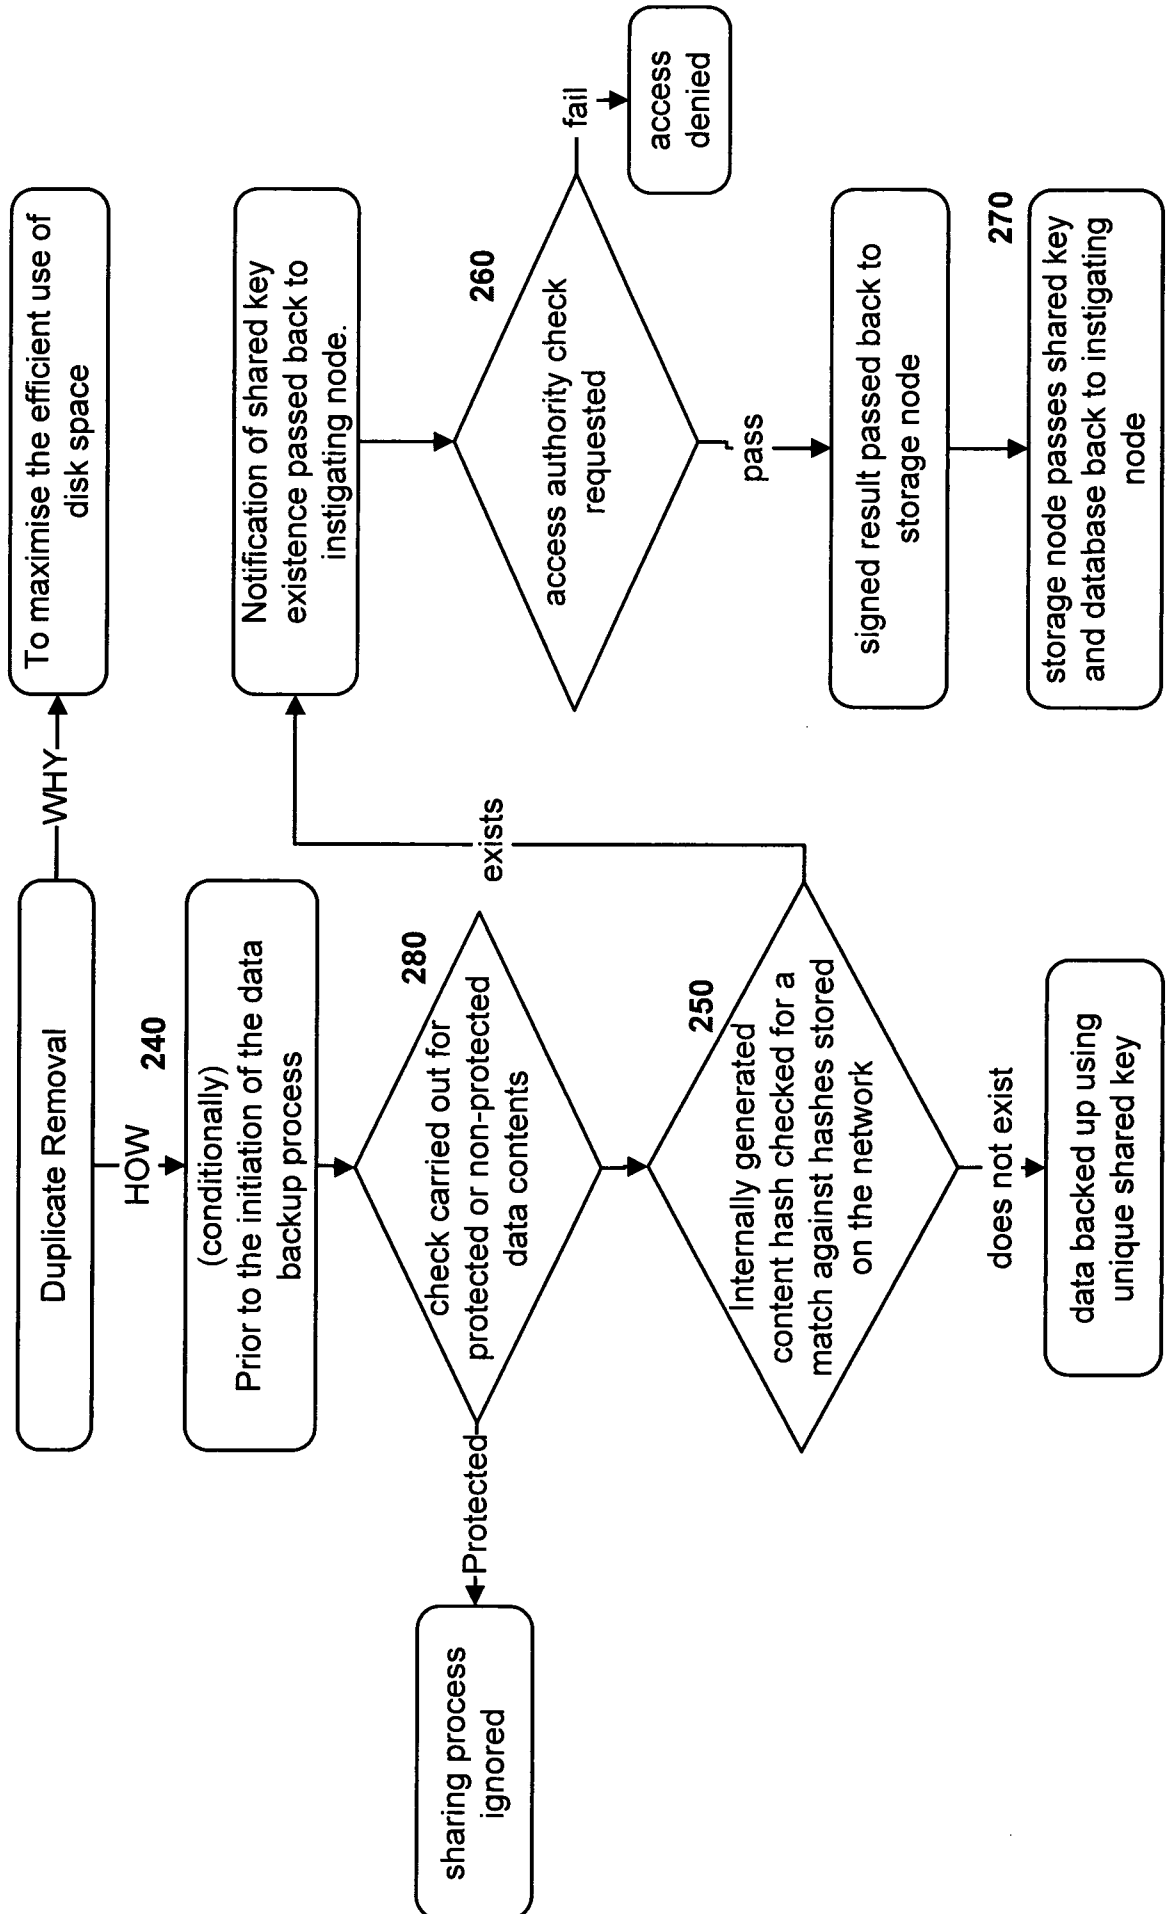 Duplicate Removal
WHY
To maximise the efficient use of
disk space
HOW
240
(conditionally)
Prior to the initiation of the data
backup process
280
check carried out for
protected or non-protected
data contents
Protected
sharing process
ignored
250
Internally generated
content hash checked for a
match against hashes stored
on the network
does not exist
data backed up using
unique shared key
exists
Notification of shared key
existence passed back to
instigating node.
260
access authority check
requested
fail
access
denied
pass
signed result passed back to
storage node
270
storage node passes shared key
and database back to instigating
node